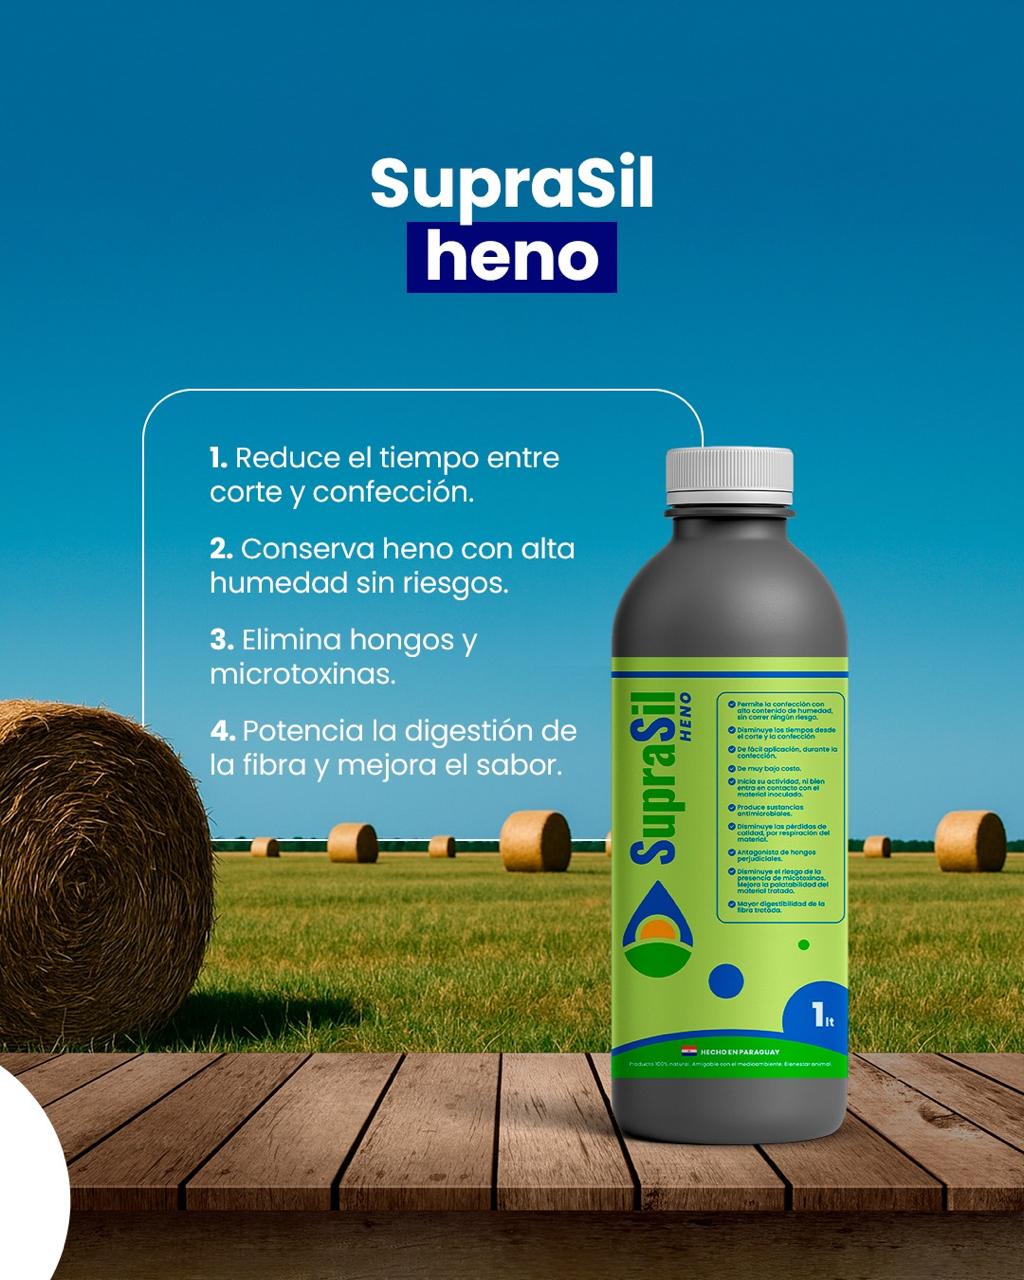 SupraSil
heno
1. Reduce el tiempo entre
corte y confección.
2. Conserva heno con alta
humedad sin riesgos.
3. Elimina hongos y
microtoxinas.
4. Potencia la digestión de
la fibra y mejora el sabor.
SupraSil
HENO
Permite la confección con
alto contenido de humedad,
sin correr ningún riesgo.
Disminuye los tiempos desde
el corte y la confección
De fácil aplicación, durante la
confección.
De muy bajo costo.
Inicia su actividad, ni bien
entra en contacto con el
material inoculado.
Produce sustancias
antimicrobiales.
Disminuye las pérdidas de
calidad, por respiración del
material.
Antagonista de hongos
perjudiciales.
Disminuye el riesgo de la
presencia de micotoxinas.
Mejora la palatabilidad del
material tratado.
Mayor digestibilidad de la
fibra tratada.
1lt
HECHO EN PARAGUAY
Producto 100% natural. Amigable con el medioambiente. Bienestar animal.